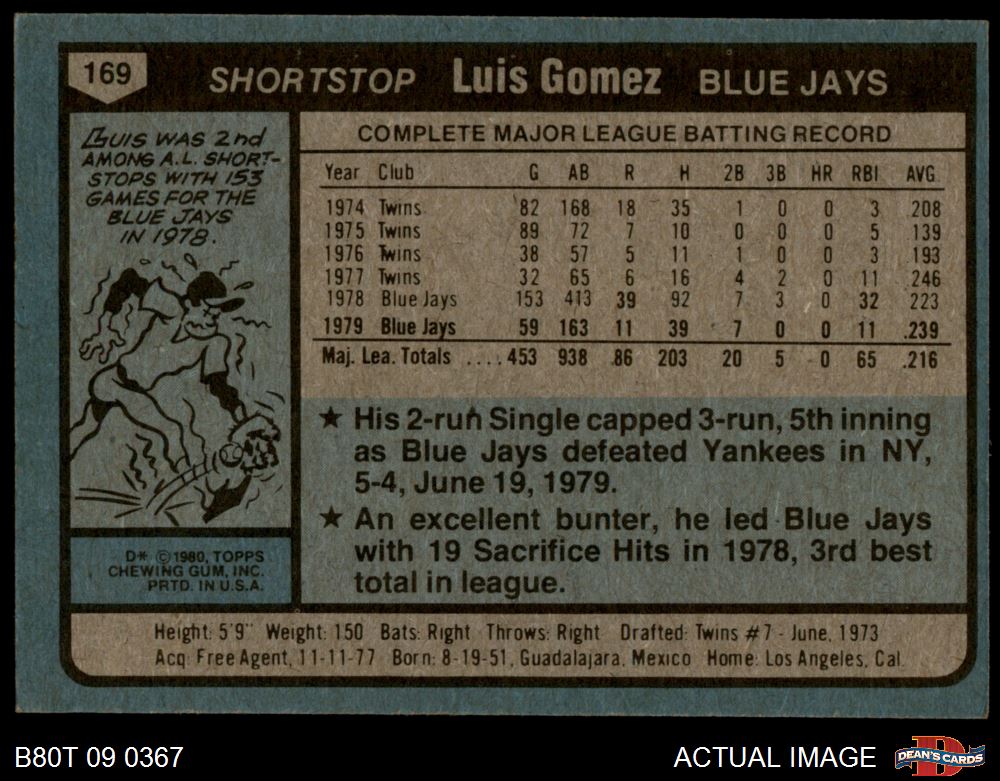 169 SHORTSTOP Luis Gomez BLUE JAYS
LUIS WAS 2nd
AMONG A.L. SHORT-
STOPS WITH 153
GAMES FOR THE
BLUE JAYS
IN 1978.
COMPLETE MAJOR LEAGUE BATTING RECORD
Year Club G AB R H 2B 3B HR RBI AVG.
1974 Twins 82 168 18 35 1 0 0 3 .208
1975 Twins 89 72 7 10 0 0 0 5 .139
1976 Twins 38 57 5 11 1 0 0 3 .193
1977 Twins 32 65 6 16 4 2 0 11 .246
1978 Blue Jays 153 413 39 92 7 3 0 32 .223
1979 Blue Jays 59 163 11 39 7 0 0 11 .239
Maj. Lea. Totals .... 453 938 86 203 20 5 0 65 .216
★ His 2-run Single capped 3-run, 5th inning
as Blue Jays defeated Yankees in NY,
5-4, June 19, 1979.
★ An excellent bunter, he led Blue Jays
with 19 Sacrifice Hits in 1978, 3rd best
total in league.
D* © 1980, TOPPS
CHEWING GUM, INC.
PRTD. IN U.S.A.
Height: 5'9" Weight: 150 Bats: Right Throws: Right Drafted: Twins #7 - June, 1973
Acq: Free Agent, 11-11-77 Born: 8-19-51, Guadalajara, Mexico Home: Los Angeles, Cal.
B80T 09 0367 ACTUAL IMAGE
D
DEAN'S CARDS